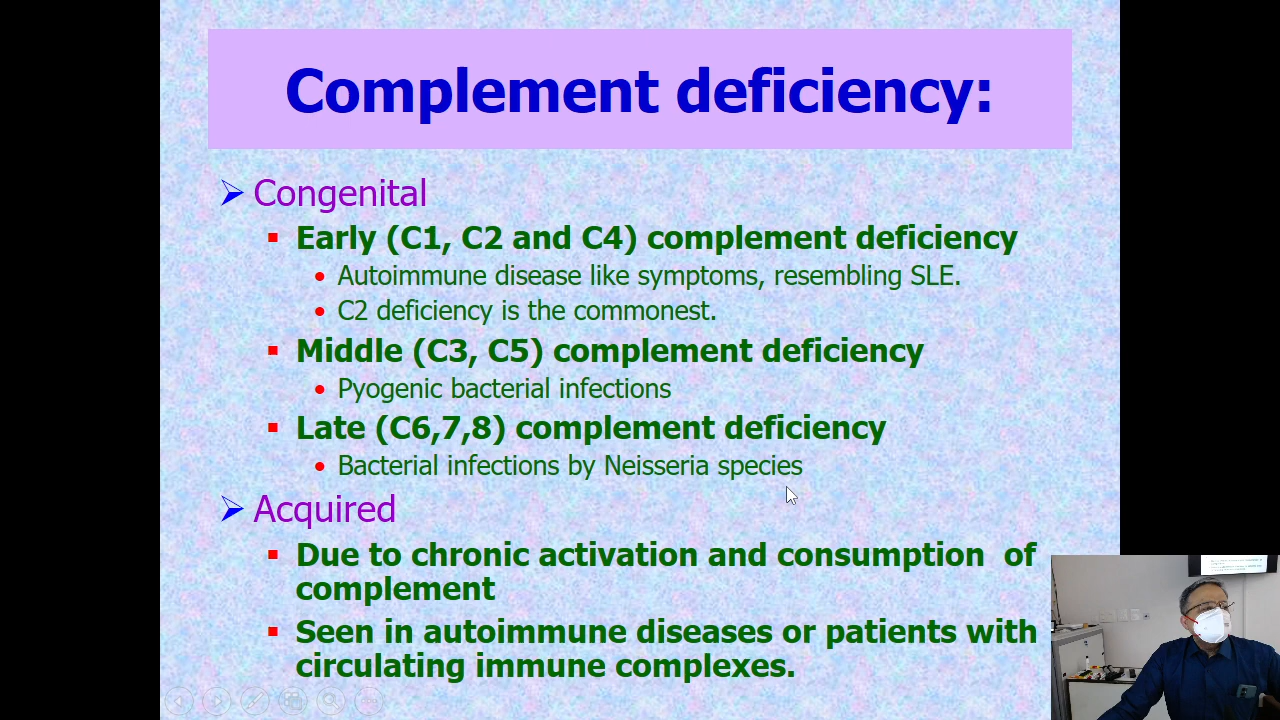 Complement deficiency:
Congenital
Early (C1, C2 and C4) complement deficiency
Autoimmune disease like symptoms, resembling SLE.
C2 deficiency is the commonest.
Middle (C3, C5) complement deficiency
Pyogenic bacterial infections
Late (C6,7,8) complement deficiency
Bacterial infections by Neisseria species
Acquired
Due to chronic activation and consumption of
complement
Seen in autoimmune diseases or patients with
circulating immune complexes.